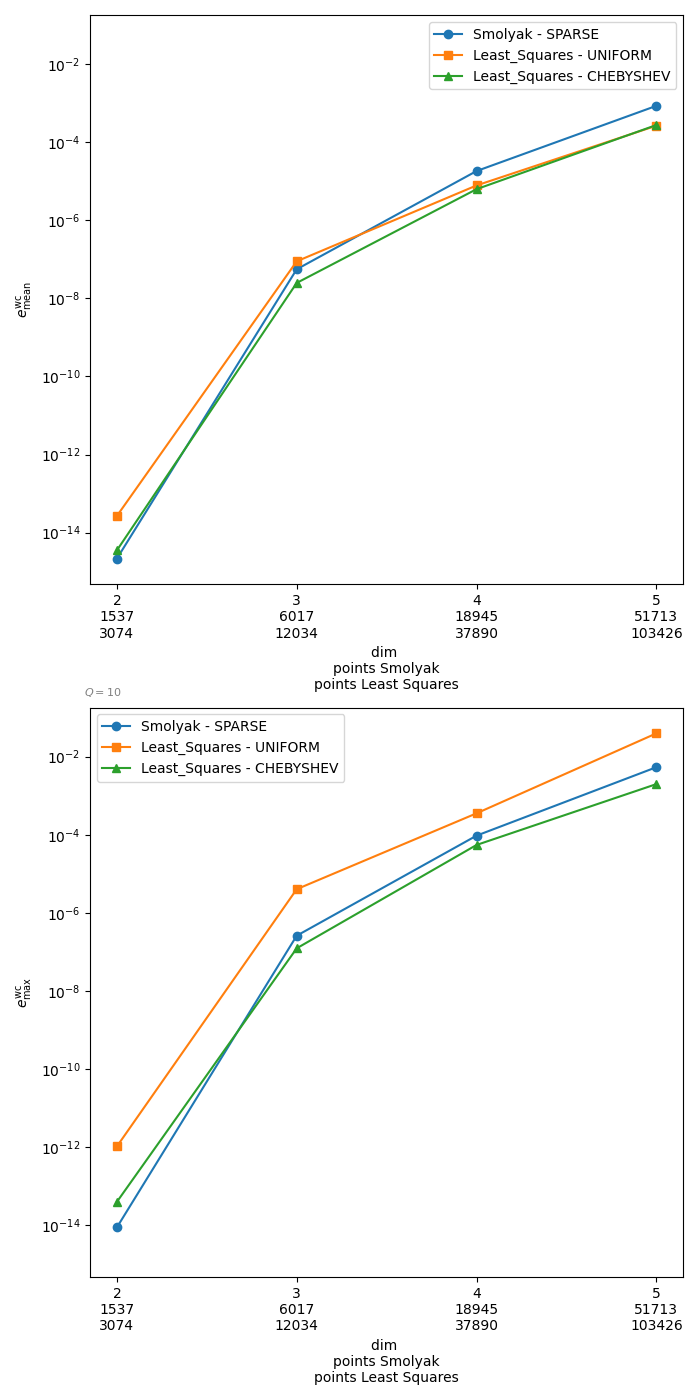 Smolyak - SPARSE
Least_Squares - UNIFORM
Least_Squares - CHEBYSHEV
10⁻²
10⁻⁴
10⁻⁶
10⁻⁸
10⁻¹⁰
10⁻¹²
10⁻¹⁴
e^wc_mean
2 3 4 5
1537 6017 18945 51713
3074 12034 37890 103426
dim
points Smolyak
points Least Squares
Q = 10
Smolyak - SPARSE
Least_Squares - UNIFORM
Least_Squares - CHEBYSHEV
10⁻²
10⁻⁴
10⁻⁶
10⁻⁸
10⁻¹⁰
10⁻¹²
10⁻¹⁴
e^wc_max
2 3 4 5
1537 6017 18945 51713
3074 12034 37890 103426
dim
points Smolyak
points Least Squares